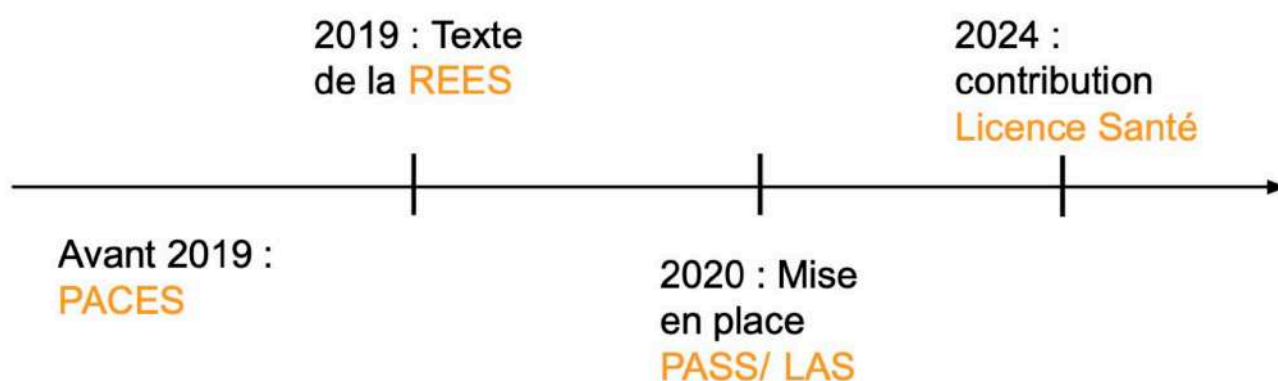 2019 : Texte
de la REES
2024 :
contribution
Licence Santé
Avant 2019 :
PACES
2020 : Mise
en place
PASS/ LAS